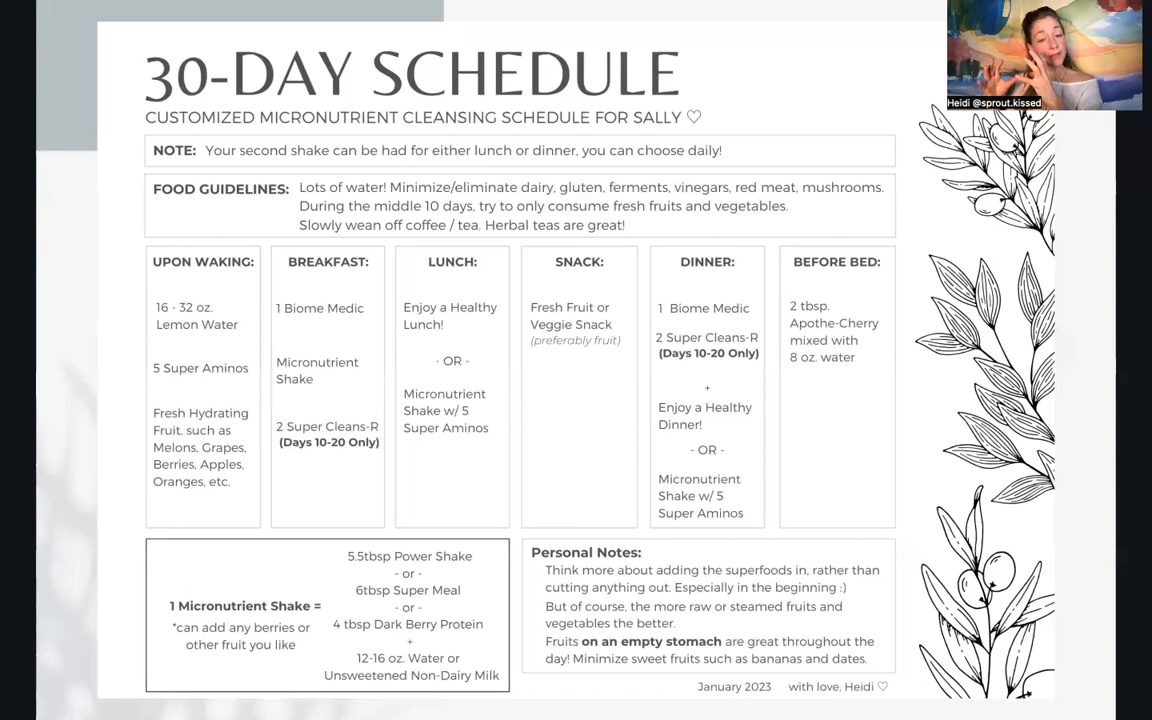 30-DAY SCHEDULE
CUSTOMIZED MICRONUTRIENT CLEANSING SCHEDULE FOR SALLY ♡
Heidi @sprout.kissed
NOTE: Your second shake can be had for either lunch or dinner, you can choose daily!
FOOD GUIDELINES: Lots of water! Minimize/eliminate dairy, gluten, ferments, vinegars, red meat, mushrooms.
During the middle 10 days, try to only consume fresh fruits and vegetables.
Slowly wean off coffee / tea. Herbal teas are great!
UPON WAKING:
16 - 32 oz.
Lemon Water
5 Super Aminos
Fresh Hydrating
Fruit, such as
Melons, Grapes,
Berries, Apples,
Oranges, etc.
BREAKFAST:
1 Biome Medic
Micronutrient
Shake
2 Super Cleans-R
(Days 10-20 Only)
LUNCH:
Enjoy a Healthy
Lunch!
- OR -
Micronutrient
Shake w/ 5
Super Aminos
SNACK:
Fresh Fruit or
Veggie Snack
(preferably fruit)
DINNER:
1 Biome Medic
2 Super Cleans-R
(Days 10-20 Only)
+
Enjoy a Healthy
Dinner!
- OR -
Micronutrient
Shake w/ 5
Super Aminos
BEFORE BED:
2 tbsp.
Apothe-Cherry
mixed with
8 oz. water
1 Micronutrient Shake =
*can add any berries or
other fruit you like
5.5tbsp Power Shake
- or -
6tbsp Super Meal
- or -
4 tbsp Dark Berry Protein
+
12-16 oz. Water or
Unsweetened Non-Dairy Milk
Personal Notes:
Think more about adding the superfoods in, rather than
cutting anything out. Especially in the beginning :)
But of course, the more raw or steamed fruits and
vegetables the better.
Fruits on an empty stomach are great throughout the
day! Minimize sweet fruits such as bananas and dates.
January 2023 with love, Heidi ♡